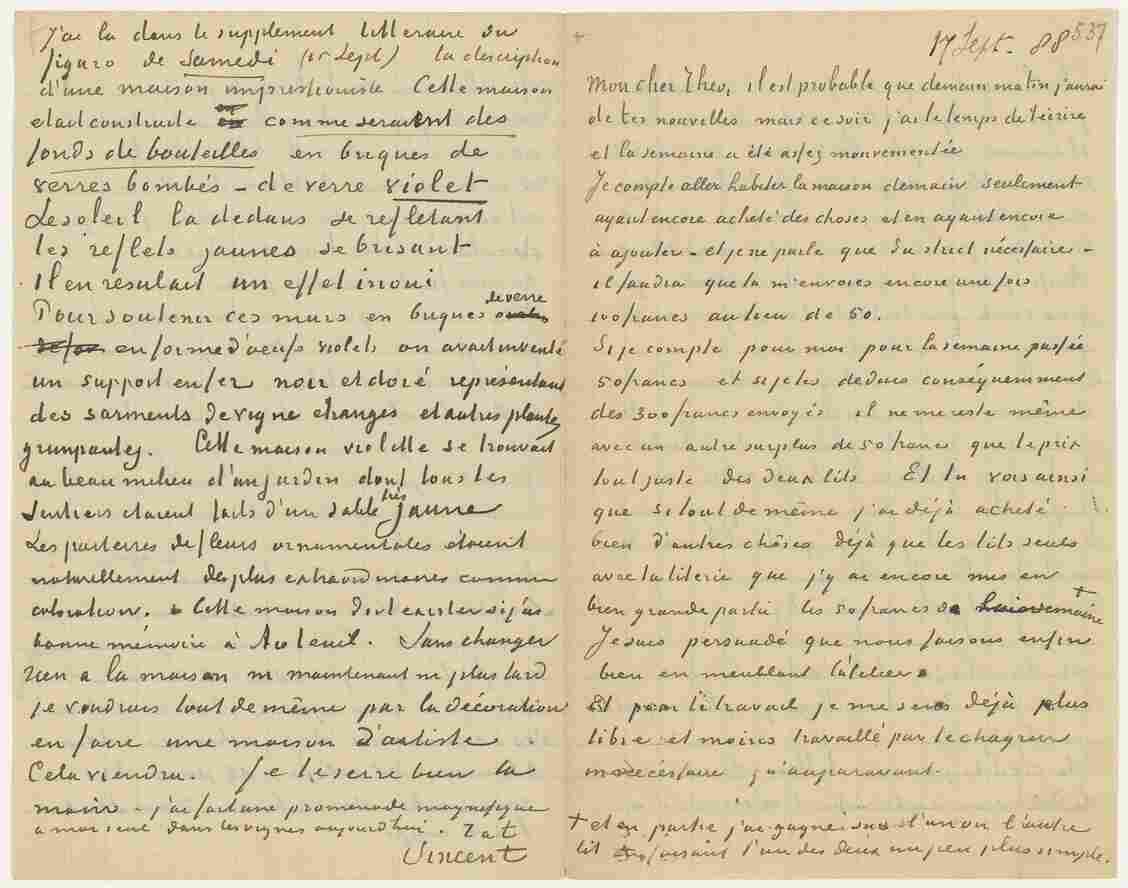 J'ai lu dans le supplement litteraire du
figaro de Samedi (15 Sept) la description
d'une maison impressioniste Cette maison
etait construite en comme seraient des
fonds de bouteilles en briques de
verres bombés – de verre violet
Le soleil la dedans se refletant
les reflets jaunes se brisant
Il en resultait un effet inoui
Pour soutenir ces murs en briques de verre
en forme d'oeufs violets on avait inventé
un support en fer noir et doré représentant
des sarments de vigne etranges et autres plantes
grimpantes. Cette maison violette se trouvait
au beau milieu d'un jardin dont tous les
sentiers etaient faits d'un sable très jaune
Les parterres de fleurs ornamentales etaient
naturellement des plus extraordinaires comme
coloration. Cette maison doit exister si j'ai
bonne mémoire à Auteuil. Sans changer
rien a la maison ni maintenant ni plus tard
je voudrais tout de même par la décoration
en faire une maison d'artiste.
Cela viendra. Je te serre bien la
main – j'ai fait une promenade magnifique
a moi seul dans les vignes aujourd'hui. t. à t.
Vincent
17 Sept. 88 537
Mon cher Theo, il est probable que demain matin j'aurai
de tes nouvelles mais ce soir j'ai le temps de t'écrire
et la semaine a été assez mouvementée
Je compte aller habiter la maison demain seulement
ayant encore acheté des choses et en ayant encore
à ajouter – et je ne parle que du strict nécessaire –
il faudra que tu m'envoies encore une fois
100 francs au lieu de 50.
Si je compte pour moi pour la semaine passée
50 francs et si je les deduis conséquemment
des 300 francs envoyés il ne me reste même
avec un autre surplus de 50 francs que le prix
tout juste des deux lits Et tu vois ainsi
que si tout de même j'ai déjà acheté
bien d'autres chôses déjà que les lits seuls
avec la literie que j'y ai encore mis en
bien grande partie les 50 francs de la semaine +
Je suis persuadé que nous faisons enfin
bien en meublant l'atelier.
Et pour le travail je me sens déjà plus
libre et moins travaillé par le chagrin
innécéssaire qu'auparavant.
+ et en partie j'ai gagné sur l'un ou l'autre
lit faisant l'un des deux un peu plus simple.